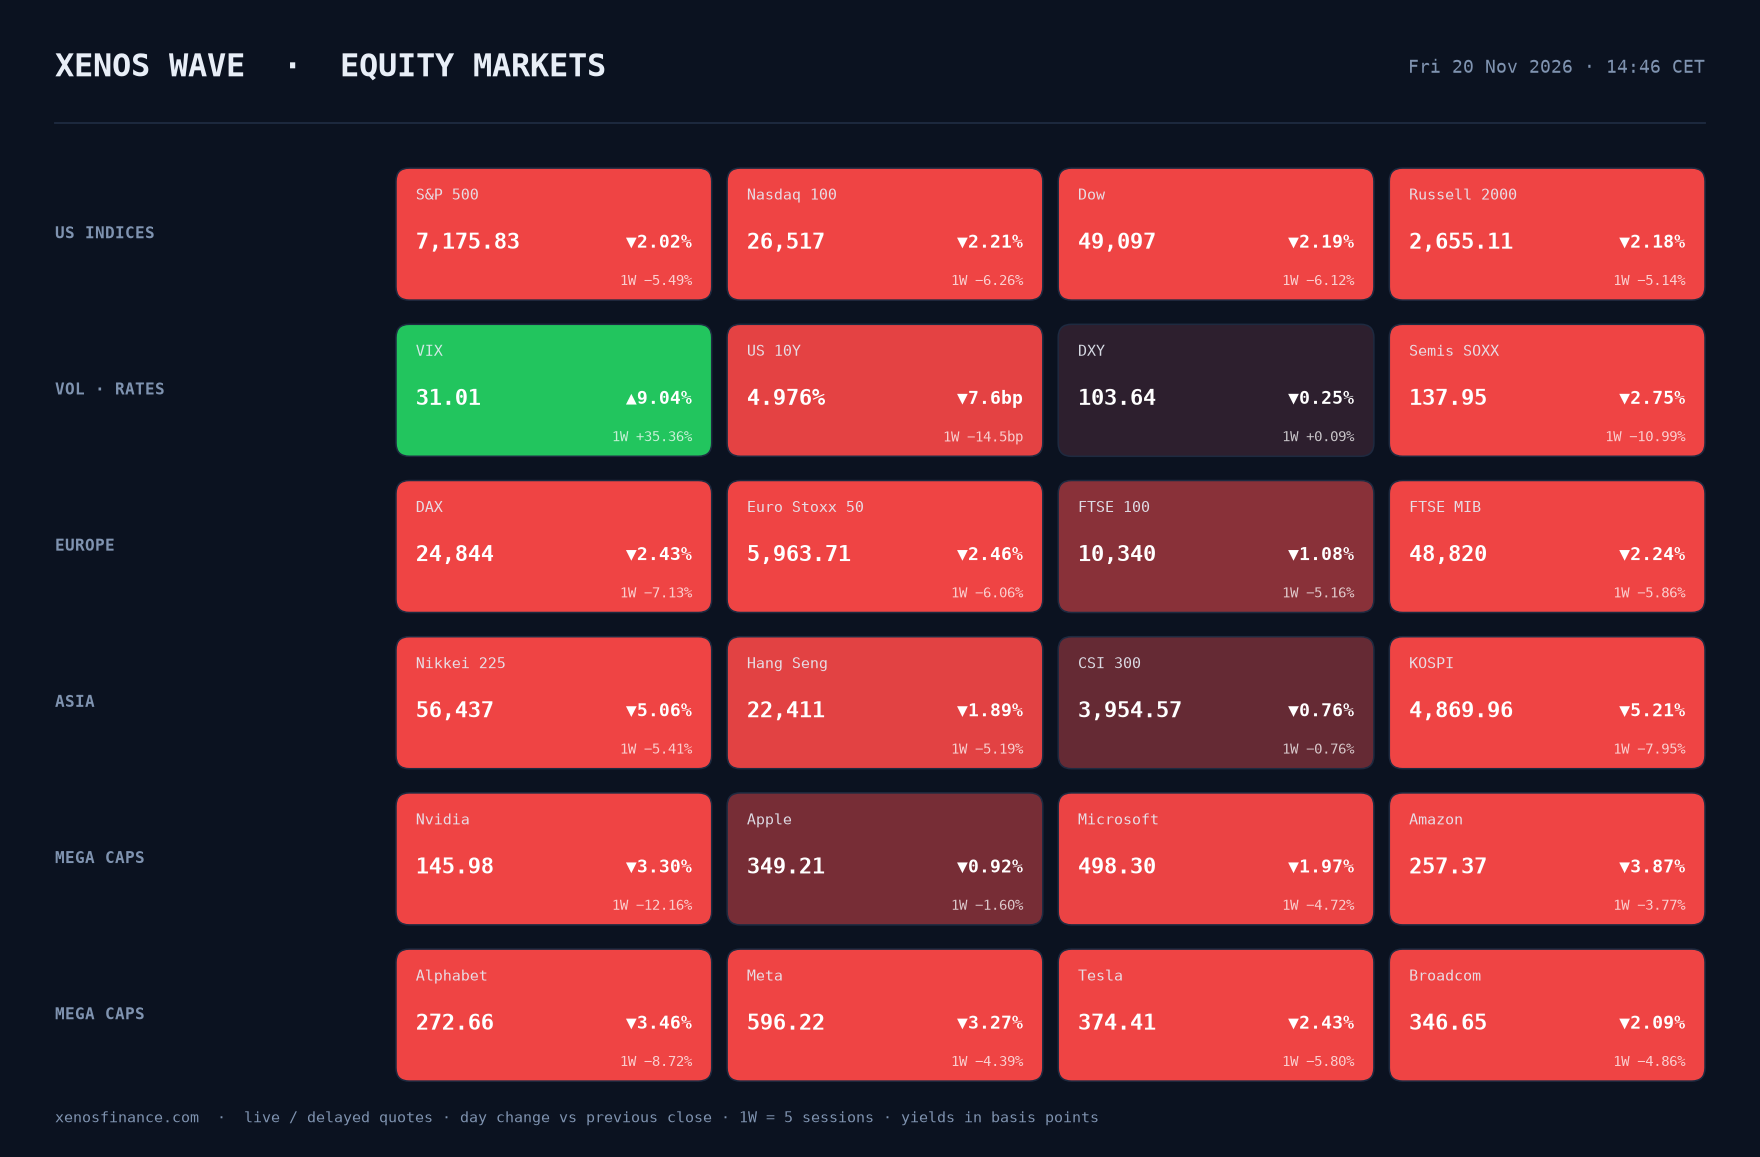 XENOS WAVE · EQUITY MARKETS
Fri 20 Nov 2026 · 14:46 CET
US INDICES
S&P 500
7,175.83 ▼2.02%
1W −5.49%
Nasdaq 100
26,517 ▼2.21%
1W −6.26%
Dow
49,097 ▼2.19%
1W −6.12%
Russell 2000
2,655.11 ▼2.18%
1W −5.14%
VOL · RATES
VIX
31.01 ▲9.04%
1W +35.36%
US 10Y
4.976% ▼7.6bp
1W −14.5bp
DXY
103.64 ▼0.25%
1W +0.09%
Semis SOXX
137.95 ▼2.75%
1W −10.99%
EUROPE
DAX
24,844 ▼2.43%
1W −7.13%
Euro Stoxx 50
5,963.71 ▼2.46%
1W −6.06%
FTSE 100
10,340 ▼1.08%
1W −5.16%
FTSE MIB
48,820 ▼2.24%
1W −5.86%
ASIA
Nikkei 225
56,437 ▼5.06%
1W −5.41%
Hang Seng
22,411 ▼1.89%
1W −5.19%
CSI 300
3,954.57 ▼0.76%
1W −0.76%
KOSPI
4,869.96 ▼5.21%
1W −7.95%
MEGA CAPS
Nvidia
145.98 ▼3.30%
1W −12.16%
Apple
349.21 ▼0.92%
1W −1.60%
Microsoft
498.30 ▼1.97%
1W −4.72%
Amazon
257.37 ▼3.87%
1W −3.77%
MEGA CAPS
Alphabet
272.66 ▼3.46%
1W −8.72%
Meta
596.22 ▼3.27%
1W −4.39%
Tesla
374.41 ▼2.43%
1W −5.80%
Broadcom
346.65 ▼2.09%
1W −4.86%
xenosfinance.com · live / delayed quotes · day change vs previous close · 1W = 5 sessions · yields in basis points